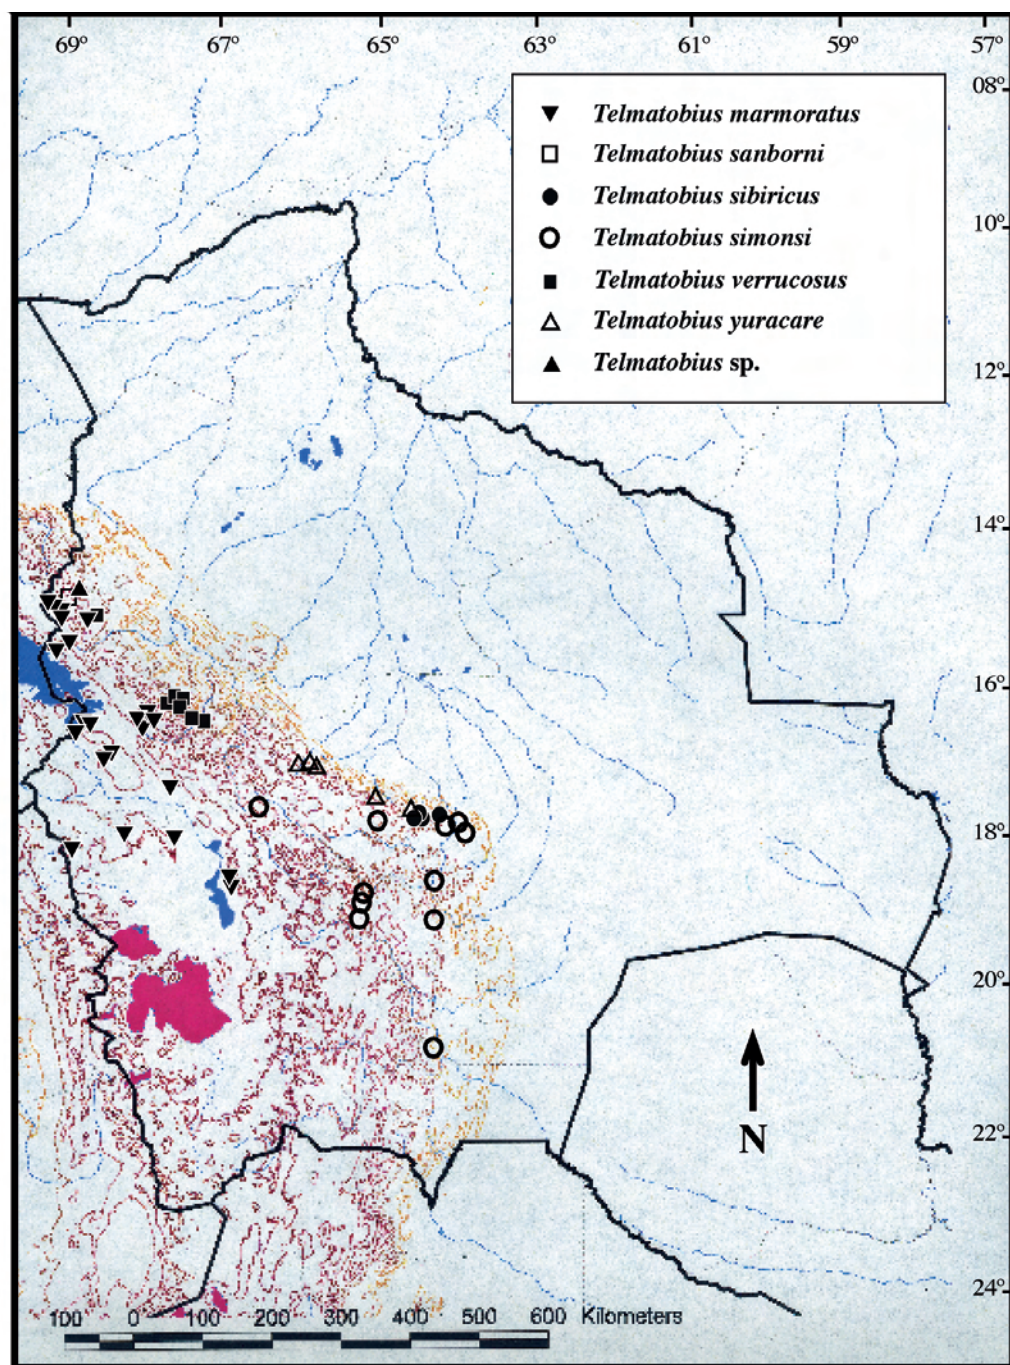 69° 67° 65° 63° 61° 59° 57°
08°
Telmatobius marmoratus
Telmatobius sanborni
Telmatobius sibiricus
10°
Telmatobius simonsi
Telmatobius verrucosus
Telmatobius yuracare
Telmatobius sp.
12°
14°
16°
18°
20°
N
22°
24°
100 0 100 200 300 400 500 600 Kilometers